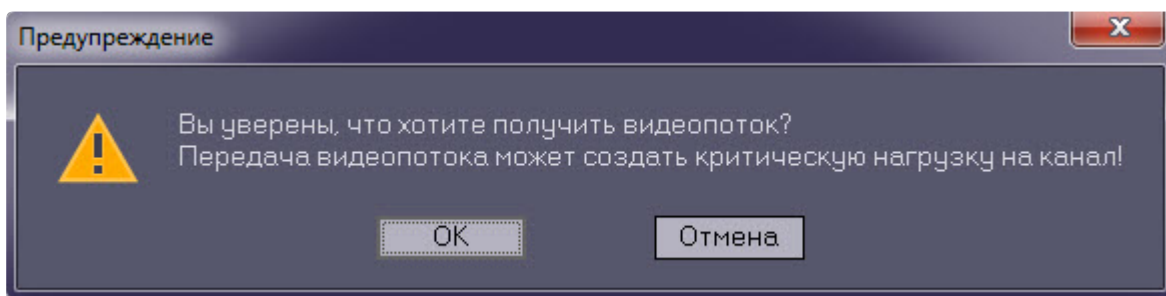 Предупреждение
Вы уверены, что хотите получить видеопоток?
Передача видеопотока может создать критическую нагрузку на канал!
OK
Отмена